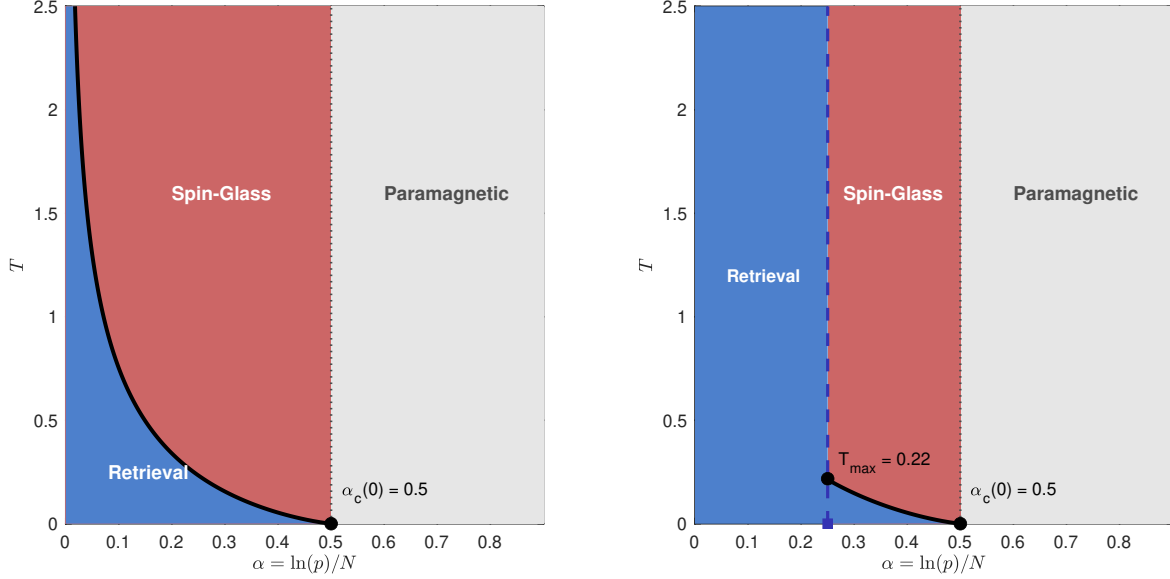 2.5
2
1.5
1
0.5
0
T
Spin-Glass
Paramagnetic
Retrieval
α_c(0) = 0.5
0 0.1 0.2 0.3 0.4 0.5 0.6 0.7 0.8
α = ln(p)/N
2.5
2
1.5
1
0.5
0
T
Spin-Glass
Paramagnetic
Retrieval
T_max = 0.22
α_c(0) = 0.5
0 0.1 0.2 0.3 0.4 0.5 0.6 0.7 0.8
α = ln(p)/N